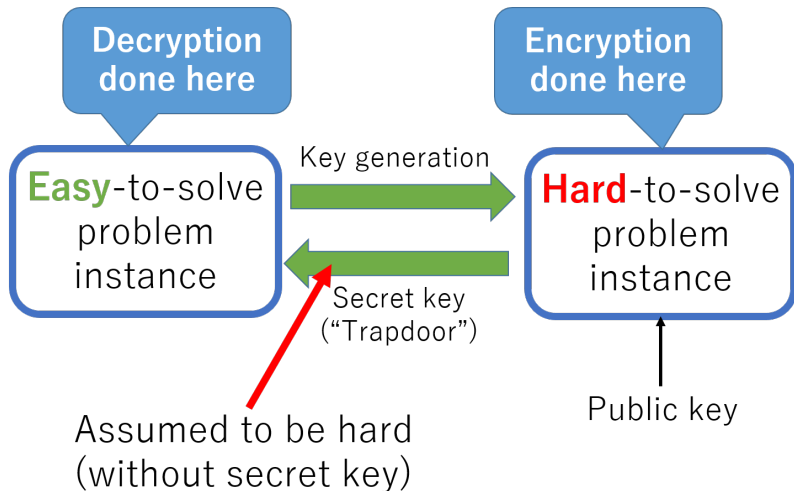 Decryption
done here
Encryption
done here
Easy-to-solve
problem
instance
Key generation
Secret key
(“Trapdoor”)
Hard-to-solve
problem
instance
Assumed to be hard
(without secret key)
Public key